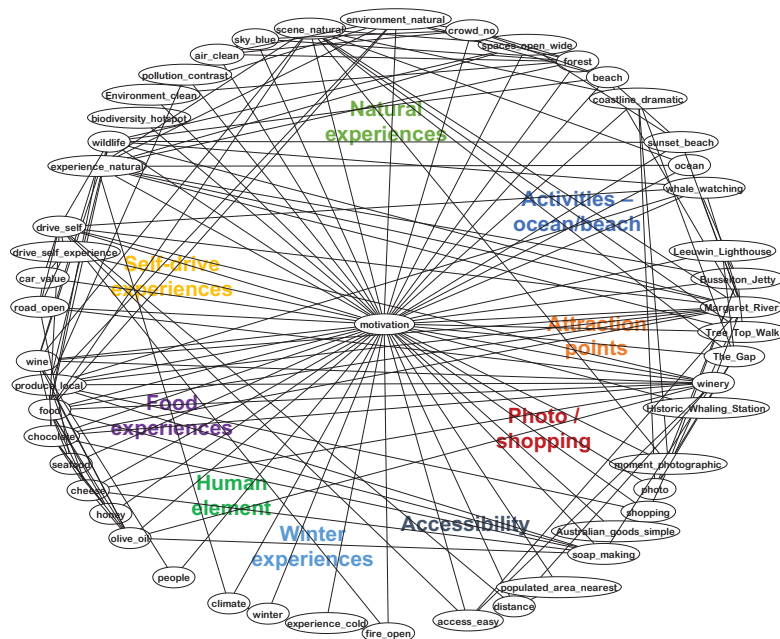 environment_natural
scene_natural
crowd_no
sky_blue
spaces_open_wide
air_clean
forest
pollution_contrast
beach
Environment_clean
coastline_dramatic
Natural
experiences
biodiversity_hotspot
wildlife
sunset_beach
experience_natural
ocean
whale_watching
Activities –
ocean/beach
drive_self
drive_self_experience
Leeuwin_Lighthouse
Self-drive
experiences
car_value
Busselton_Jetty
road_open
Margaret_River
motivation
Attraction
points
Tree_Top_Walk
wine
The_Gap
produce_local
winery
food
Food
experiences
Historic_Whaling_Station
Photo /
shopping
chocolate
seafood
moment_photographic
cheese
photo
Human
element
honey
shopping
Accessibility
olive_oil
Australian_goods_simple
Winter
experiences
soap_making
people
populated_area_nearest
climate
distance
winter
access_easy
experience_cold
fire_open